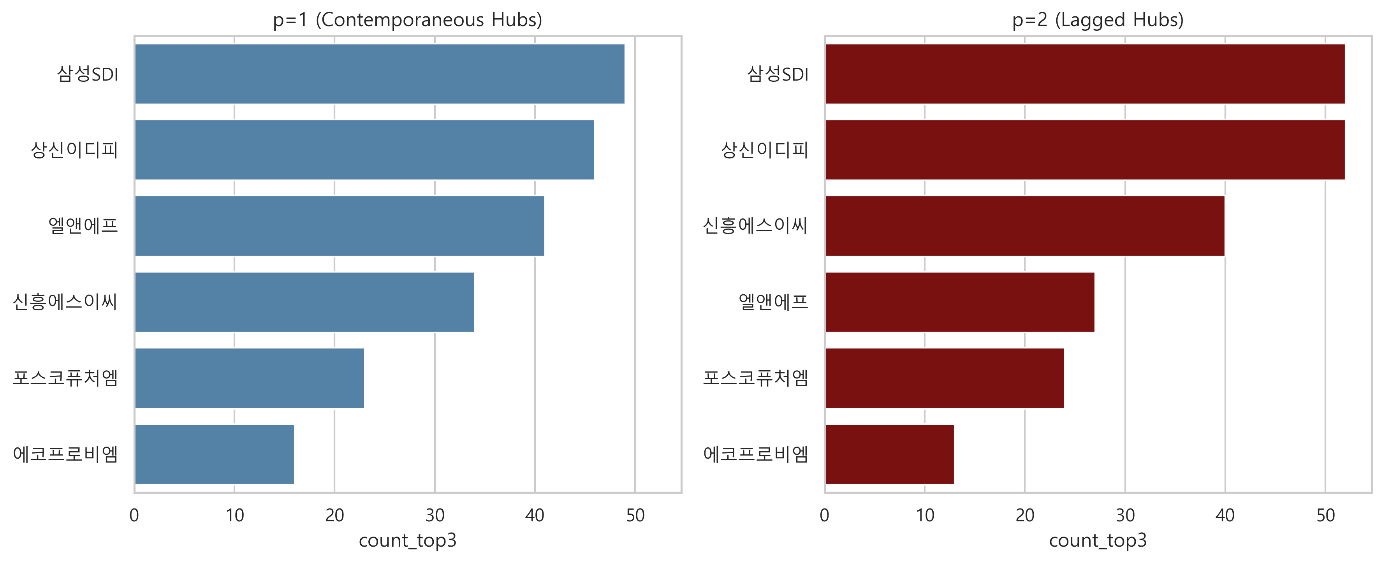 p=1 (Contemporaneous Hubs)
삼성SDI
상신이디피
엘앤에프
신흥에스이씨
포스코퓨처엠
에코프로비엠
0 10 20 30 40 50
count_top3
p=2 (Lagged Hubs)
삼성SDI
상신이디피
신흥에스이씨
엘앤에프
포스코퓨처엠
에코프로비엠
0 10 20 30 40 50
count_top3